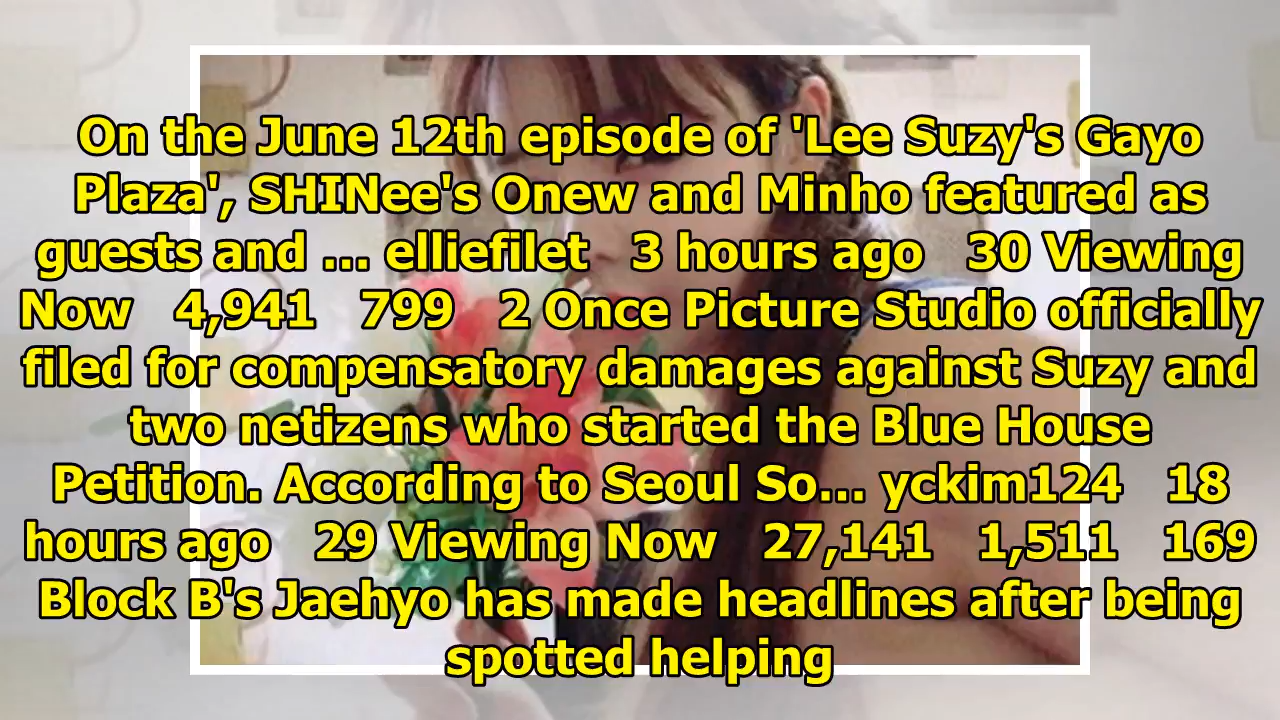 On the June 12th episode of 'Lee Suzy's Gayo
Plaza', SHINee's Onew and Minho featured as
guests and ... elliefilet 3 hours ago 30 Viewing
Now 4,941 799 2 Once Picture Studio officially
filed for compensatory damages against Suzy and
two netizens who started the Blue House
Petition. According to Seoul So... yckim124 18
hours ago 29 Viewing Now 27,141 1,511 169
Block B's Jaehyo has made headlines after being
spotted helping